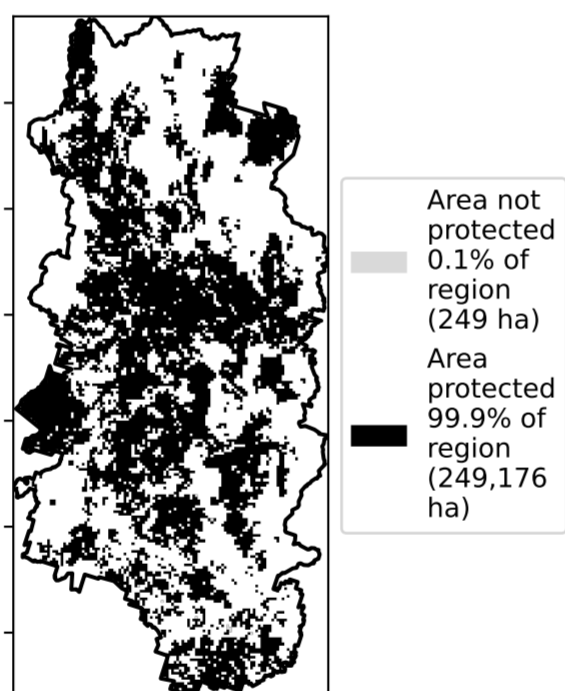 Area not
protected
0.1% of
region
(249 ha)
Area
protected
99.9% of
region
(249,176
ha)